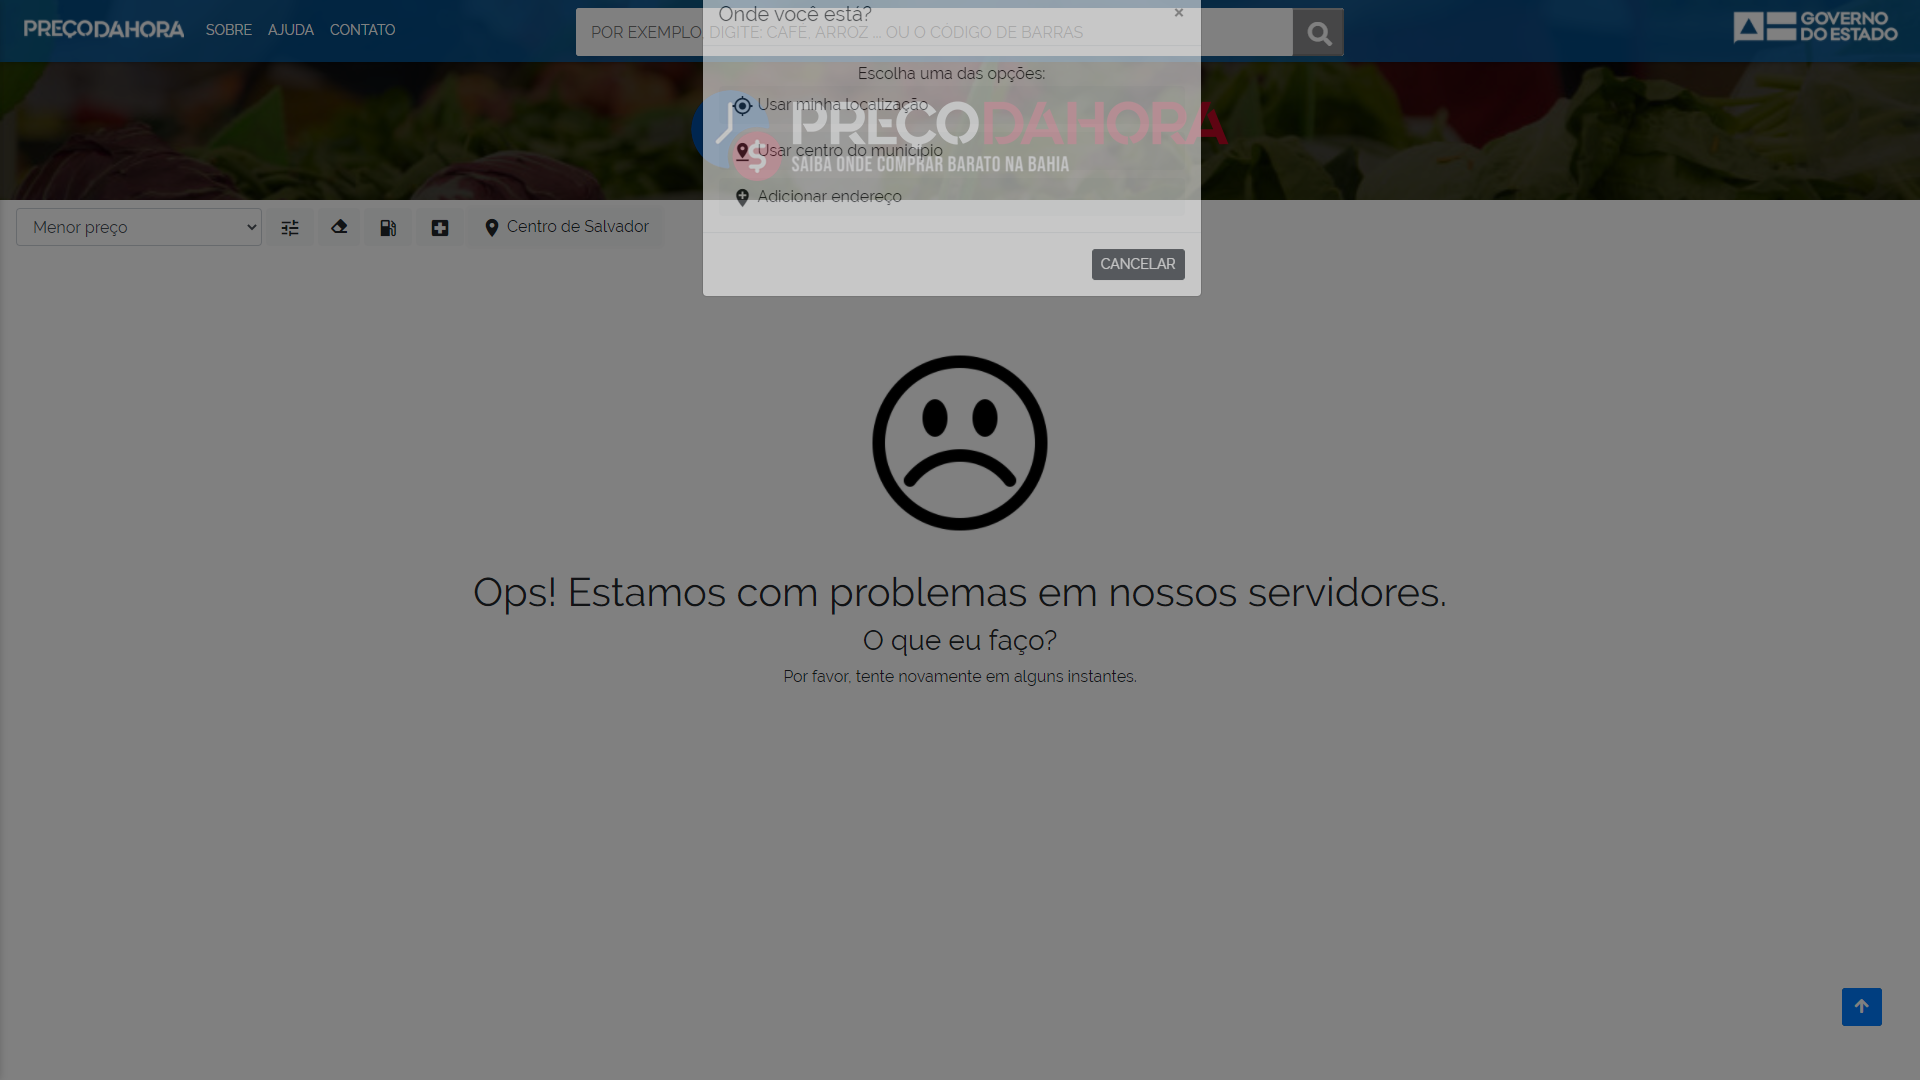 PREÇODAHORA SOBRE AJUDA CONTATO
Onde você está? ×
POR EXEMPLO, DIGITE: CAFÉ, ARROZ ... OU O CÓDIGO DE BARRAS
GOVERNO
DO ESTADO
Escolha uma das opções:
Usar minha localização
PREÇODAHORA
Usar centro do município
SAIBA ONDE COMPRAR BARATO NA BAHIA
Adicionar endereço
Menor preço
Centro de Salvador
CANCELAR
Ops! Estamos com problemas em nossos servidores.
O que eu faço?
Por favor, tente novamente em alguns instantes.